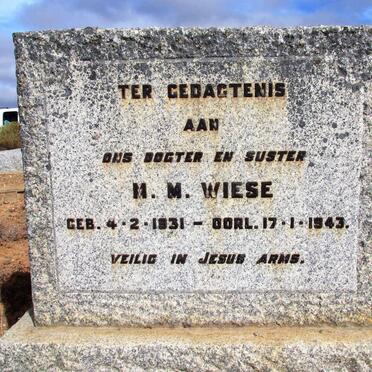 TER GEDAGTENIS
AAN
ONS DOGTER EN SUSTER
M. M. WIESE
GEB. 4-2-1931 - OORL. 17-1-1943.
VEILIG IN JESUS ARMS.